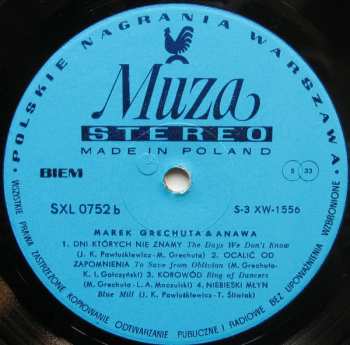 POLSKIE NAGRANIA WARSZAWA
Muza
STEREO
MADE IN POLAND
BIEM
S 33
SXL 0752 b
S-3 XW-1556
MAREK GRECHUTA & ANAWA
1. DNI KTÓRYCH NIE ZNAMY The Days We Don't Know
(J. K. Pawluśkiewicz - M. Grechuta) 2. OCALIĆ OD
ZAPOMNIENIA To Save from Oblivion (M. Grechuta-
K. I. Gałczyński) 3. KOROWÓD Ring of Dancers
(M. Grechuta - L. A. Moczulski) 4. NIEBIESKI MŁYN
Blue Mill (J. K. Pawluśkiewicz - T. Śliwiak)
WSZYSTKIE PRAWA ZASTRZEŻONE KOPIOWANIE ODTWARZANIE PUBLICZNE I RADIOWE BEZ UPOWAŻNIENIA WZBRONIONE